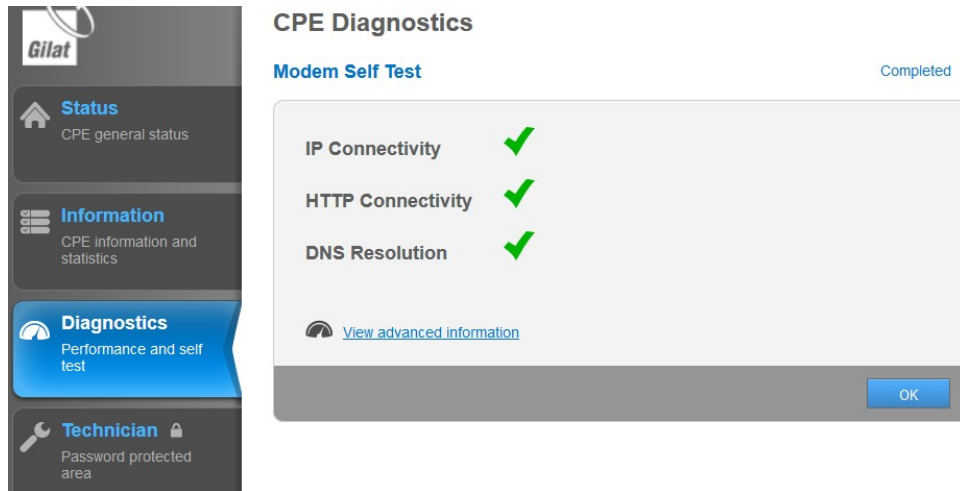 Gilat
Status
CPE general status
Information
CPE information and
statistics
Diagnostics
Performance and self
test
Technician
Password protected
area
CPE Diagnostics
Modem Self Test
Completed
IP Connectivity
HTTP Connectivity
DNS Resolution
View advanced information
OK